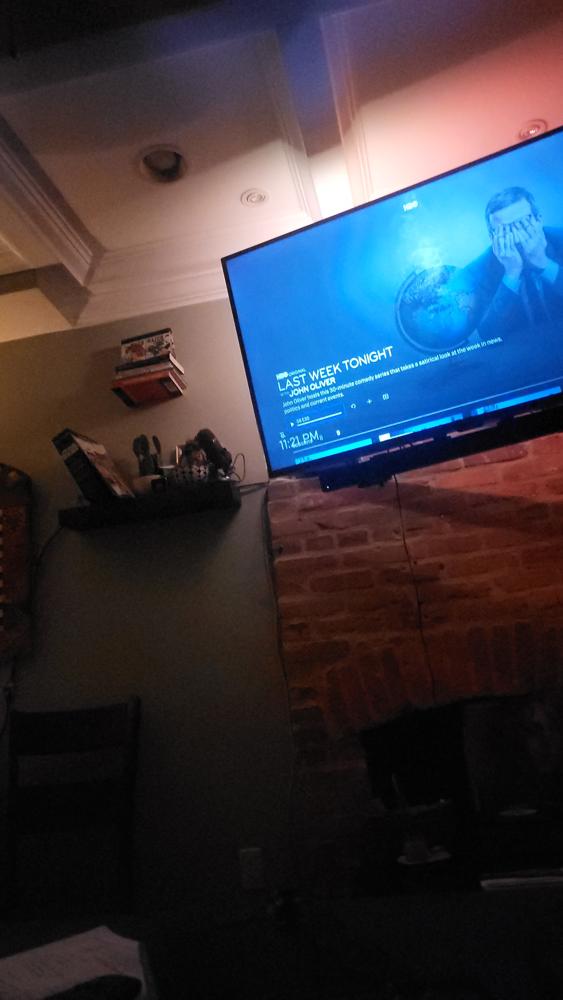 HBO
HBO ORIGINAL
LAST WEEK TONIGHT
WITH JOHN OLIVER
John Oliver hosts this 30-minute comedy series that takes a satirical look at the week in news,
politics and current events.
11:21 PM